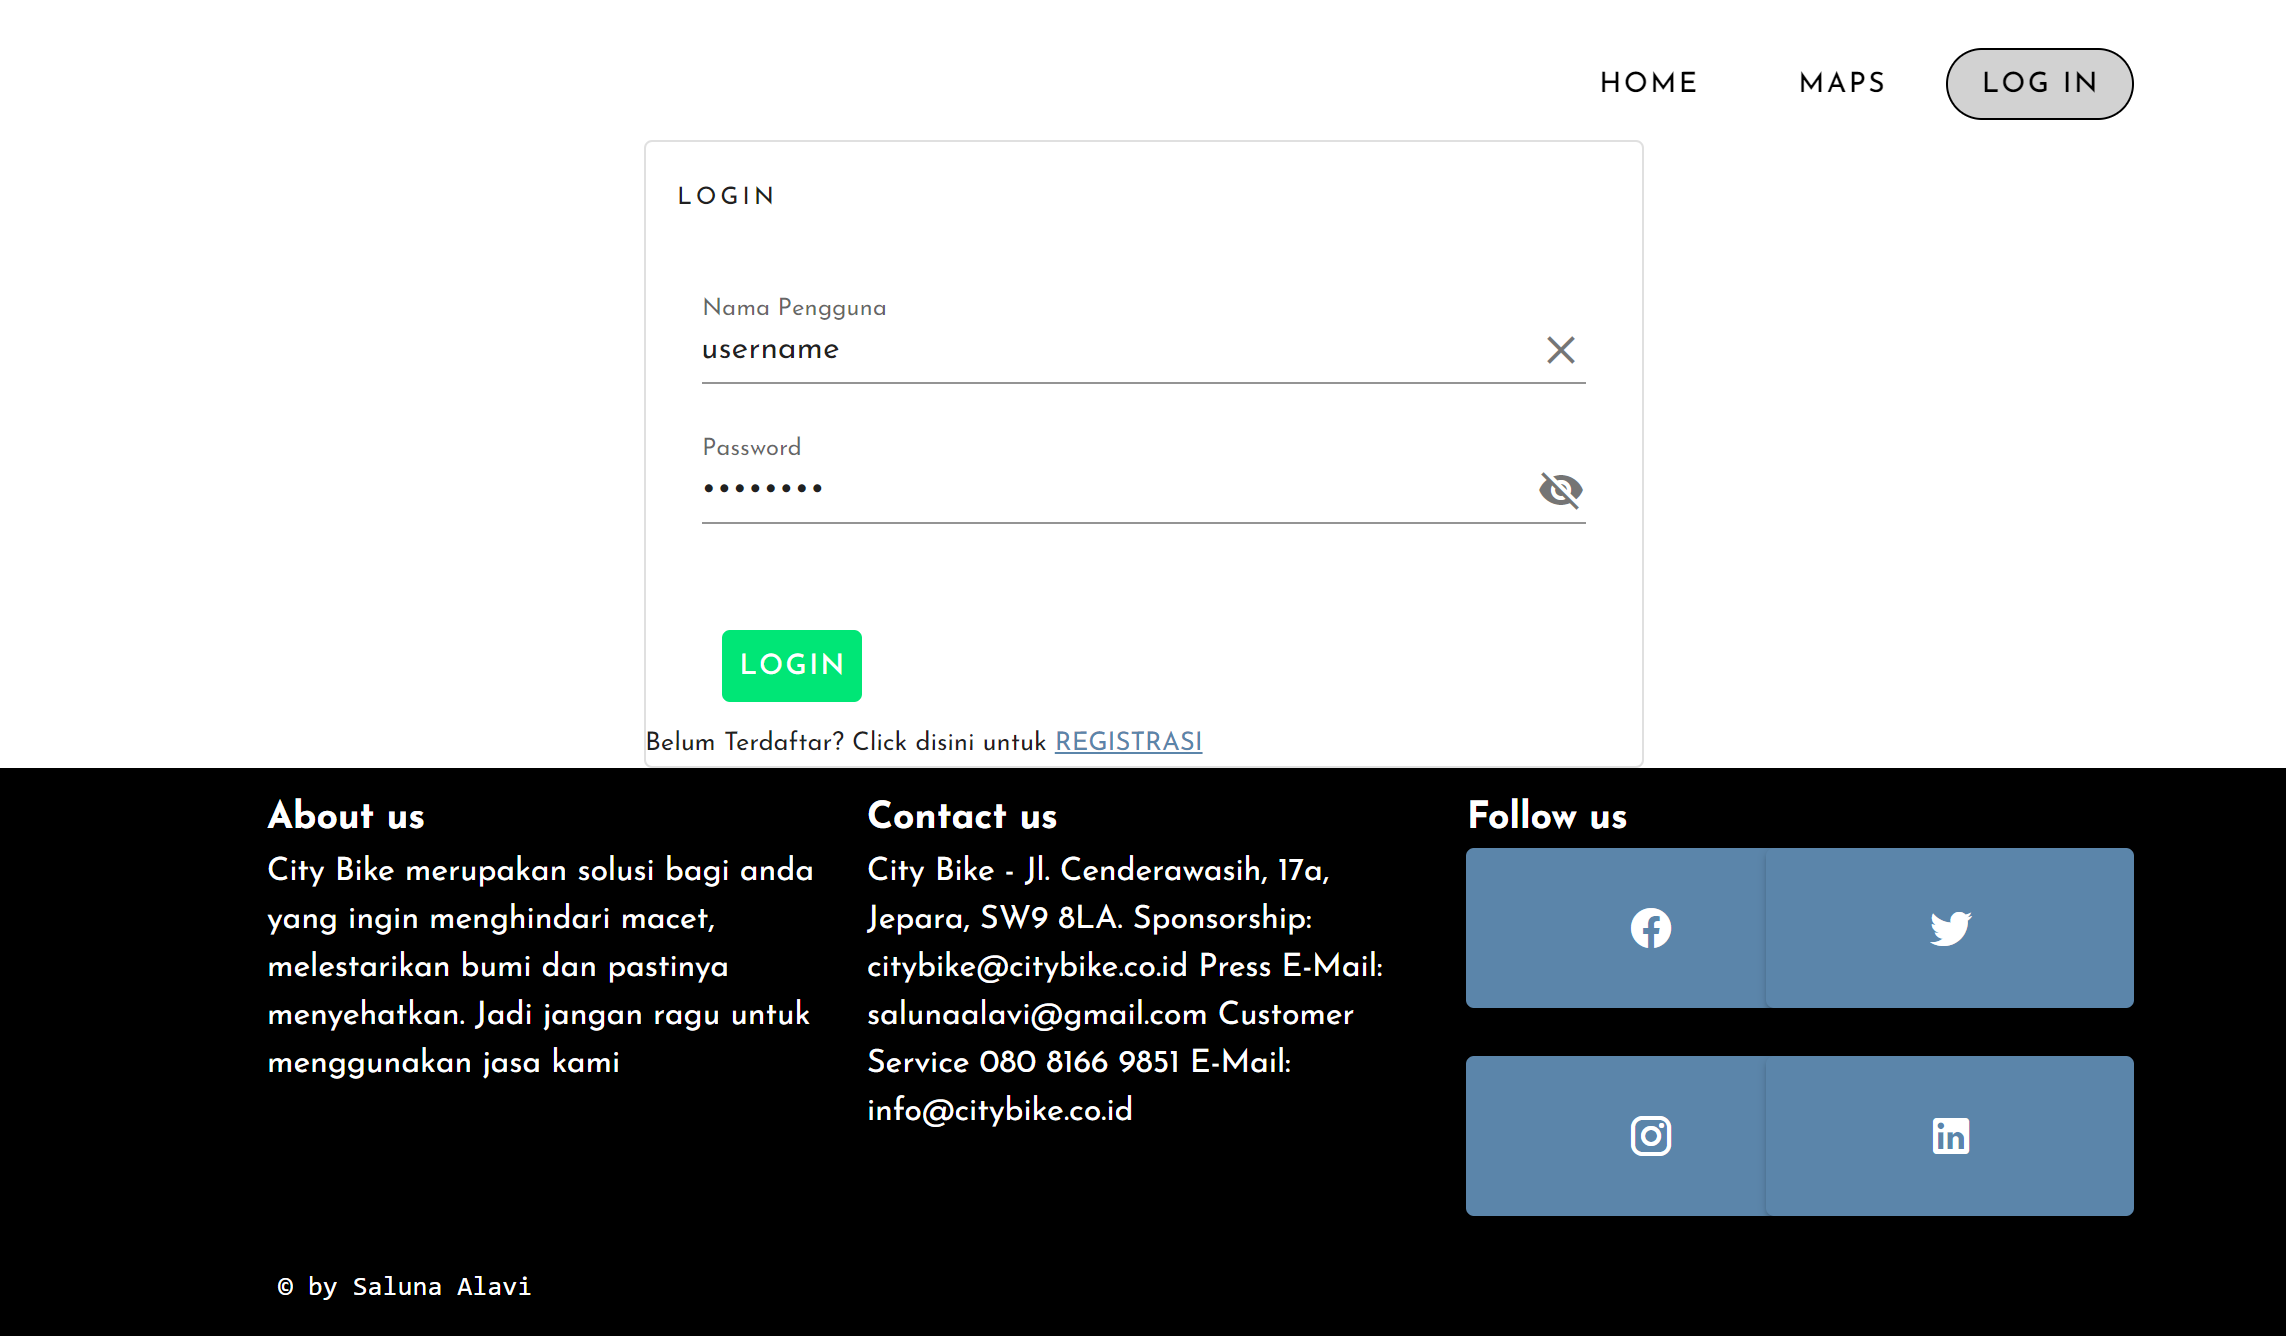 HOME MAPS LOG IN
LOGIN
Nama Pengguna
username
Password
••••••••
LOGIN
Belum Terdaftar? Click disini untuk REGISTRASI
About us
City Bike merupakan solusi bagi anda
yang ingin menghindari macet,
melestarikan bumi dan pastinya
menyehatkan. Jadi jangan ragu untuk
menggunakan jasa kami
Contact us
City Bike - Jl. Cenderawasih, 17a,
Jepara, SW9 8LA. Sponsorship:
citybike@citybike.co.id Press E-Mail:
salunaalavi@gmail.com Customer
Service 080 8166 9851 E-Mail:
info@citybike.co.id
Follow us
© by Saluna Alavi